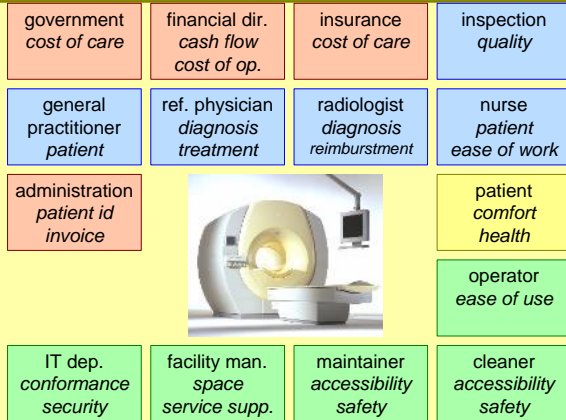 government
cost of care
financial dir.
cash flow
cost of op.
insurance
cost of care
inspection
quality
general
practitioner
patient
ref. physician
diagnosis
treatment
radiologist
diagnosis
reimburstment
nurse
patient
ease of work
administration
patient id
invoice
patient
comfort
health
operator
ease of use
IT dep.
conformance
security
facility man.
space
service supp.
maintainer
accessibility
safety
cleaner
accessibility
safety